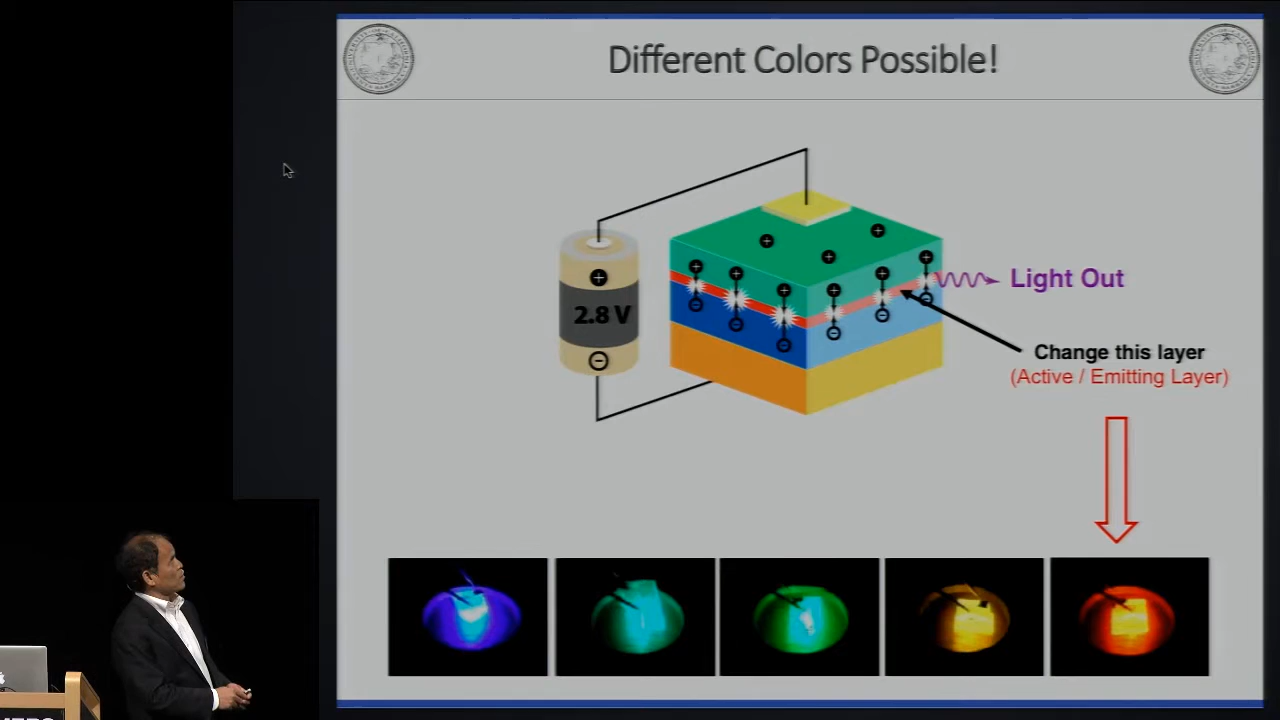 Different Colors Possible!
2.8 V
Light Out
Change this layer
(Active / Emitting Layer)